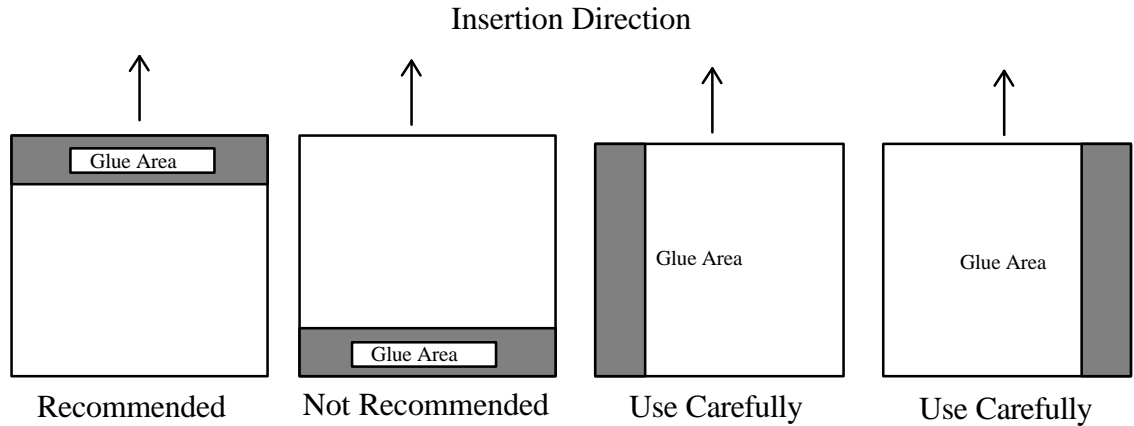 Insertion Direction
Glue Area
Glue Area
Glue Area
Glue Area
Recommended
Not Recommended
Use Carefully
Use Carefully